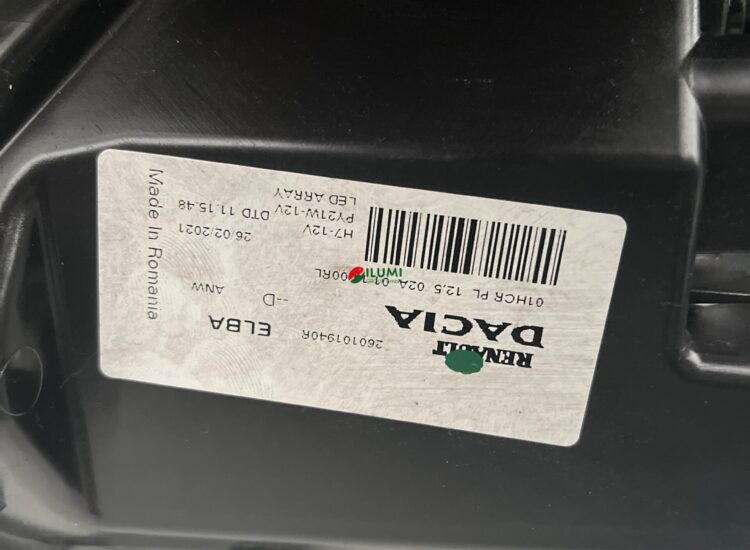 RENAULT
DACIA
260101940R
ELBA
--D
ANW
01HCR PL 12.5 02A
00RL
H7-12V
PY21W-12V
LED ARRAY
26/02/2021
DTD 11.15.48
Made In Romania
ILUMI